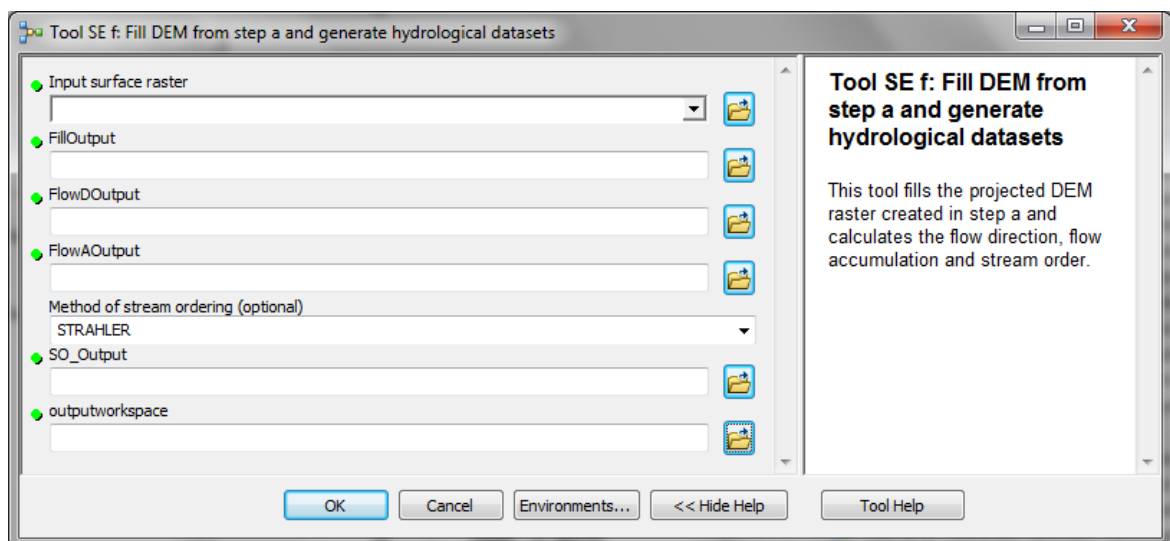 Tool SE f: Fill DEM from step a and generate hydrological datasets
Input surface raster
FillOutput
FlowDOutput
FlowAOutput
Method of stream ordering (optional)
STRAHLER
SO_Output
outputworkspace
OK
Cancel
Environments...
<< Hide Help
Tool SE f: Fill DEM from
step a and generate
hydrological datasets
This tool fills the projected DEM
raster created in step a and
calculates the flow direction, flow
accumulation and stream order.
Tool Help